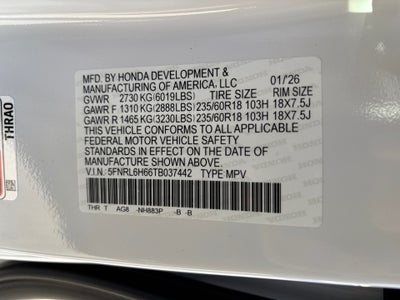 MFD. BY HONDA DEVELOPMENT &
MANUFACTURING OF AMERICA, LLC 01/26
GVWR 2730 KG(6019LBS) TIRE SIZE RIM SIZE
GAWR F 1310 KG(2888LBS) 235/60R18 103H 18X7.5J
GAWR R 1465 KG(3230LBS) 235/60R18 103H 18X7.5J
THIS VEHICLE CONFORMS TO ALL APPLICABLE
FEDERAL MOTOR VEHICLE SAFETY
STANDARDS IN EFFECT ON THE DATE OF
MANUFACTURE SHOWN ABOVE.
V.I.N. 5FNRL6H66TB037442 TYPE MPV
THR T AG8 -NH883P -B -B
THRA0